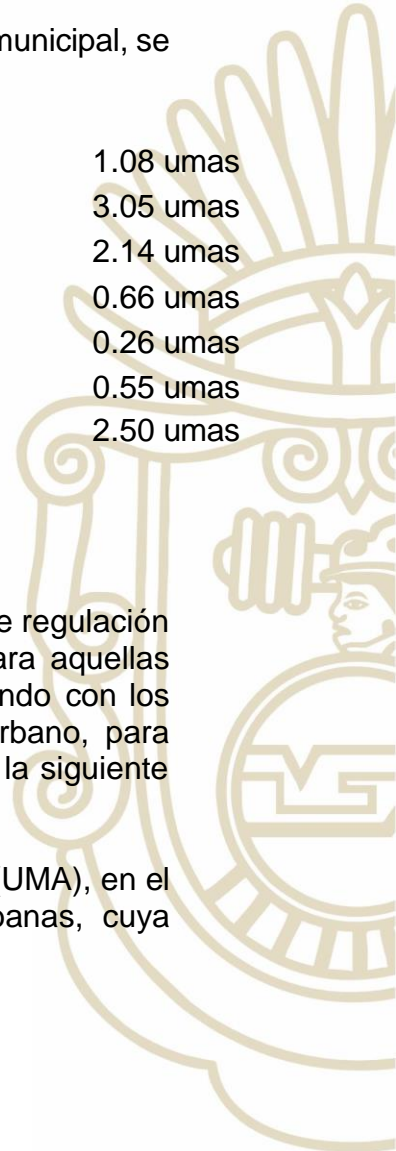 municipal, se
1.08 umas
3.05 umas
2.14 umas
0.66 umas
0.26 umas
0.55 umas
2.50 umas
e regulación
ara aquellas
ndo con los
rbano, para
la siguiente
(UMA), en el
banas, cuya